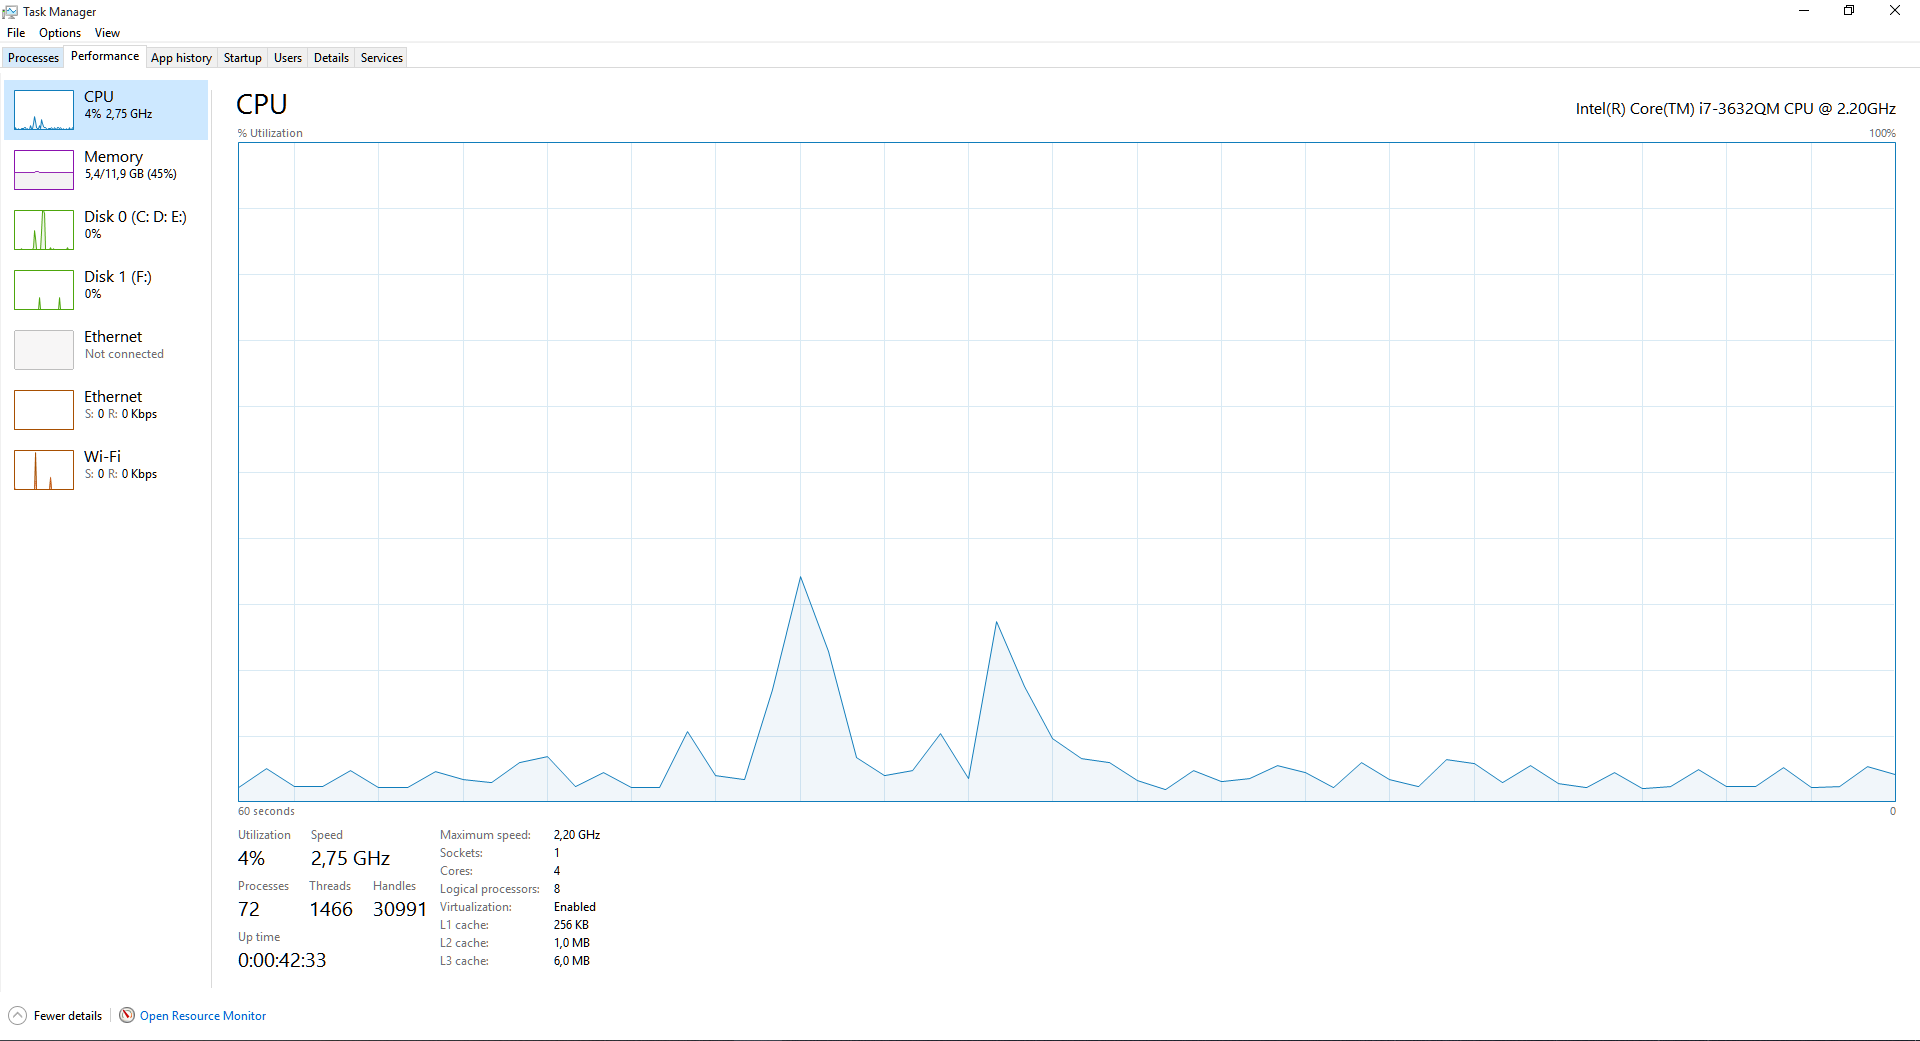 Task Manager
File Options View
Processes Performance App history Startup Users Details Services
CPU
4% 2,75 GHz
Memory
5,4/11,9 GB (45%)
Disk 0 (C: D: E:)
0%
Disk 1 (F:)
0%
Ethernet
Not connected
Ethernet
S: 0 R: 0 Kbps
Wi-Fi
S: 0 R: 0 Kbps
CPU Intel(R) Core(TM) i7-3632QM CPU @ 2.20GHz
% Utilization 100%
60 seconds 0
Utilization Speed
4% 2,75 GHz
Processes Threads Handles
72 1466 30991
Up time
0:00:42:33
Maximum speed: 2,20 GHz
Sockets: 1
Cores: 4
Logical processors: 8
Virtualization: Enabled
L1 cache: 256 KB
L2 cache: 1,0 MB
L3 cache: 6,0 MB
Fewer details Open Resource Monitor